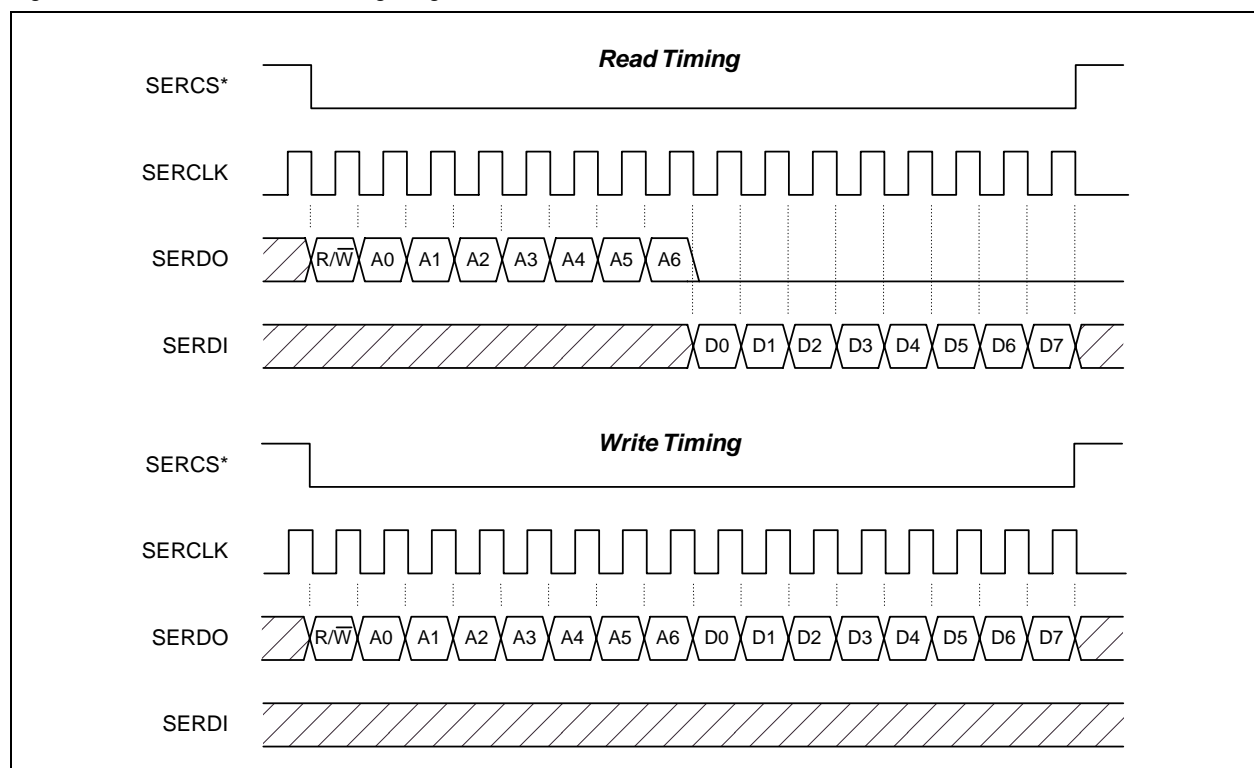 Read Timing
SERCS*
SERCLK
SERDO
R/W̅ A0 A1 A2 A3 A4 A5 A6
SERDI
D0 D1 D2 D3 D4 D5 D6 D7
Write Timing
SERCS*
SERCLK
SERDO
R/W̅ A0 A1 A2 A3 A4 A5 A6 D0 D1 D2 D3 D4 D5 D6 D7
SERDI